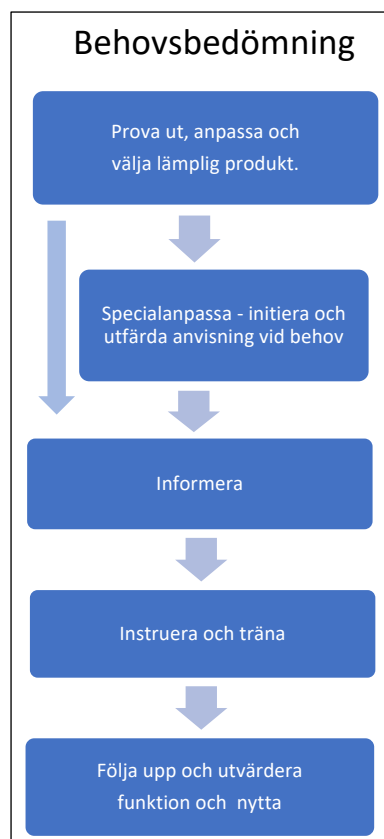 Behovsbedömning
Prova ut, anpassa och
välja lämplig produkt.
Specialanpassa - initiera och
utfärda anvisning vid behov
Informera
Instruera och träna
Följa upp och utvärdera
funktion och nytta